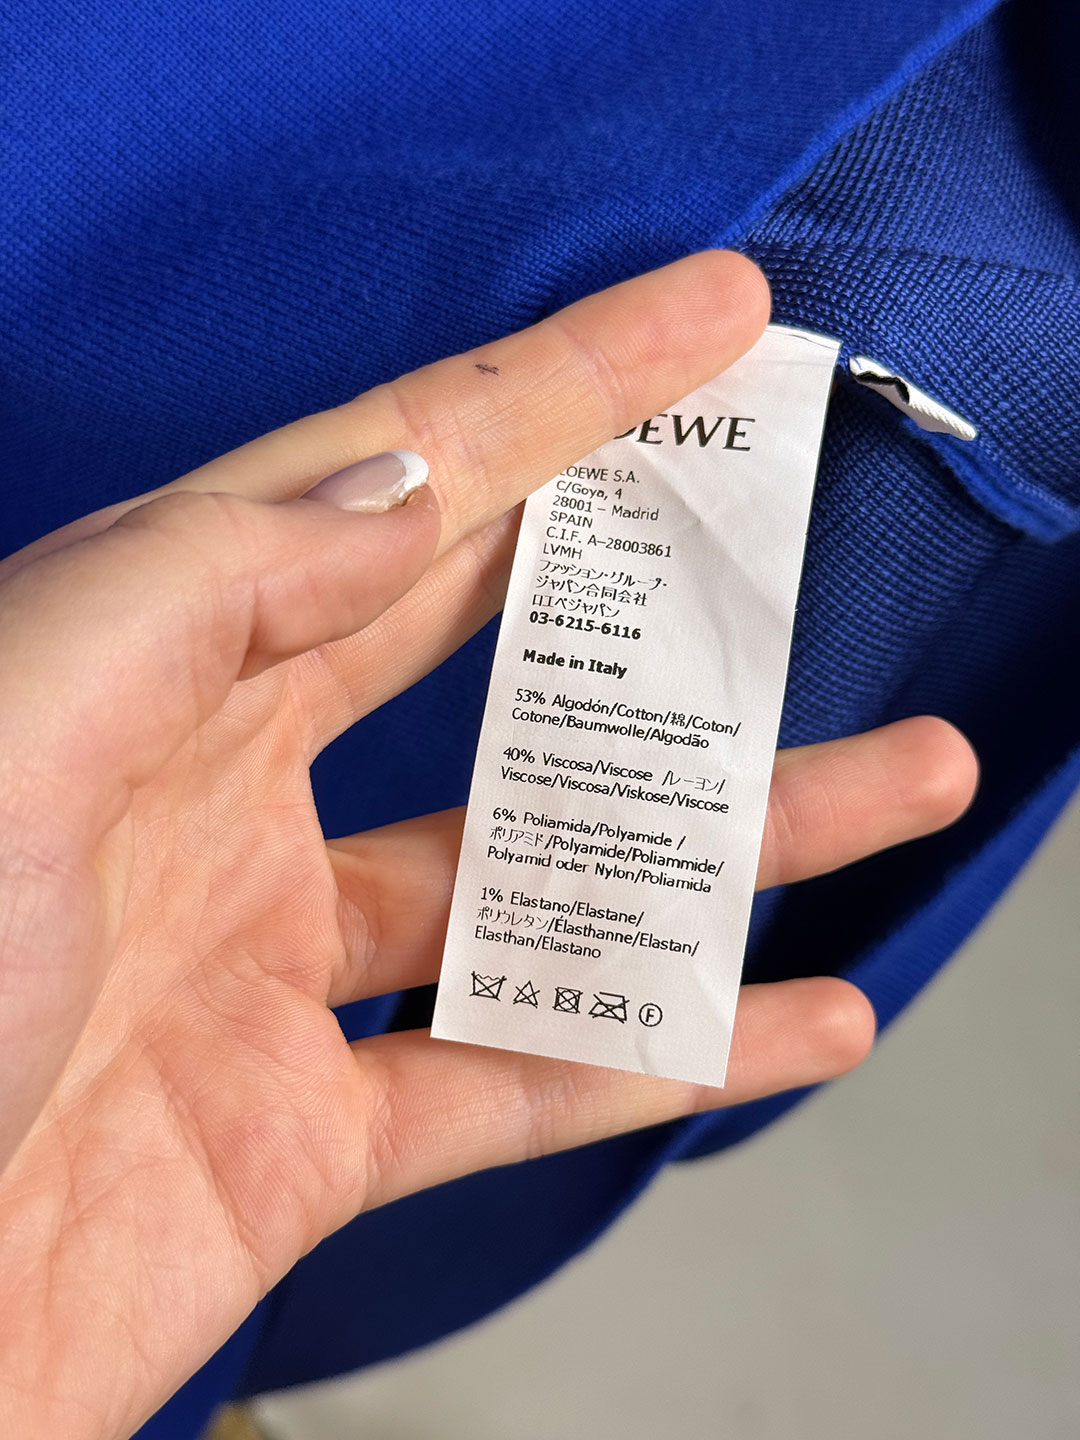 OEWE
LOEWE S.A.
C/Goya, 4
28001 – Madrid
SPAIN
C.I.F. A–28003861
LVMH
ファッション・グループ・
ジャパン合同会社
ロエベジャパン
03-6215-6116
Made in Italy
53% Algodón/Cotton/綿/Coton/
Cotone/Baumwolle/Algodão
40% Viscosa/Viscose /レーヨン/
Viscose/Viscosa/Viskose/Viscose
6% Poliamida/Polyamide /
ポリアミド/Polyamide/Poliammide/
Polyamid oder Nylon/Poliamida
1% Elastano/Elastane/
ポリウレタン/Élasthanne/Elastan/
Elasthan/Elastano
F